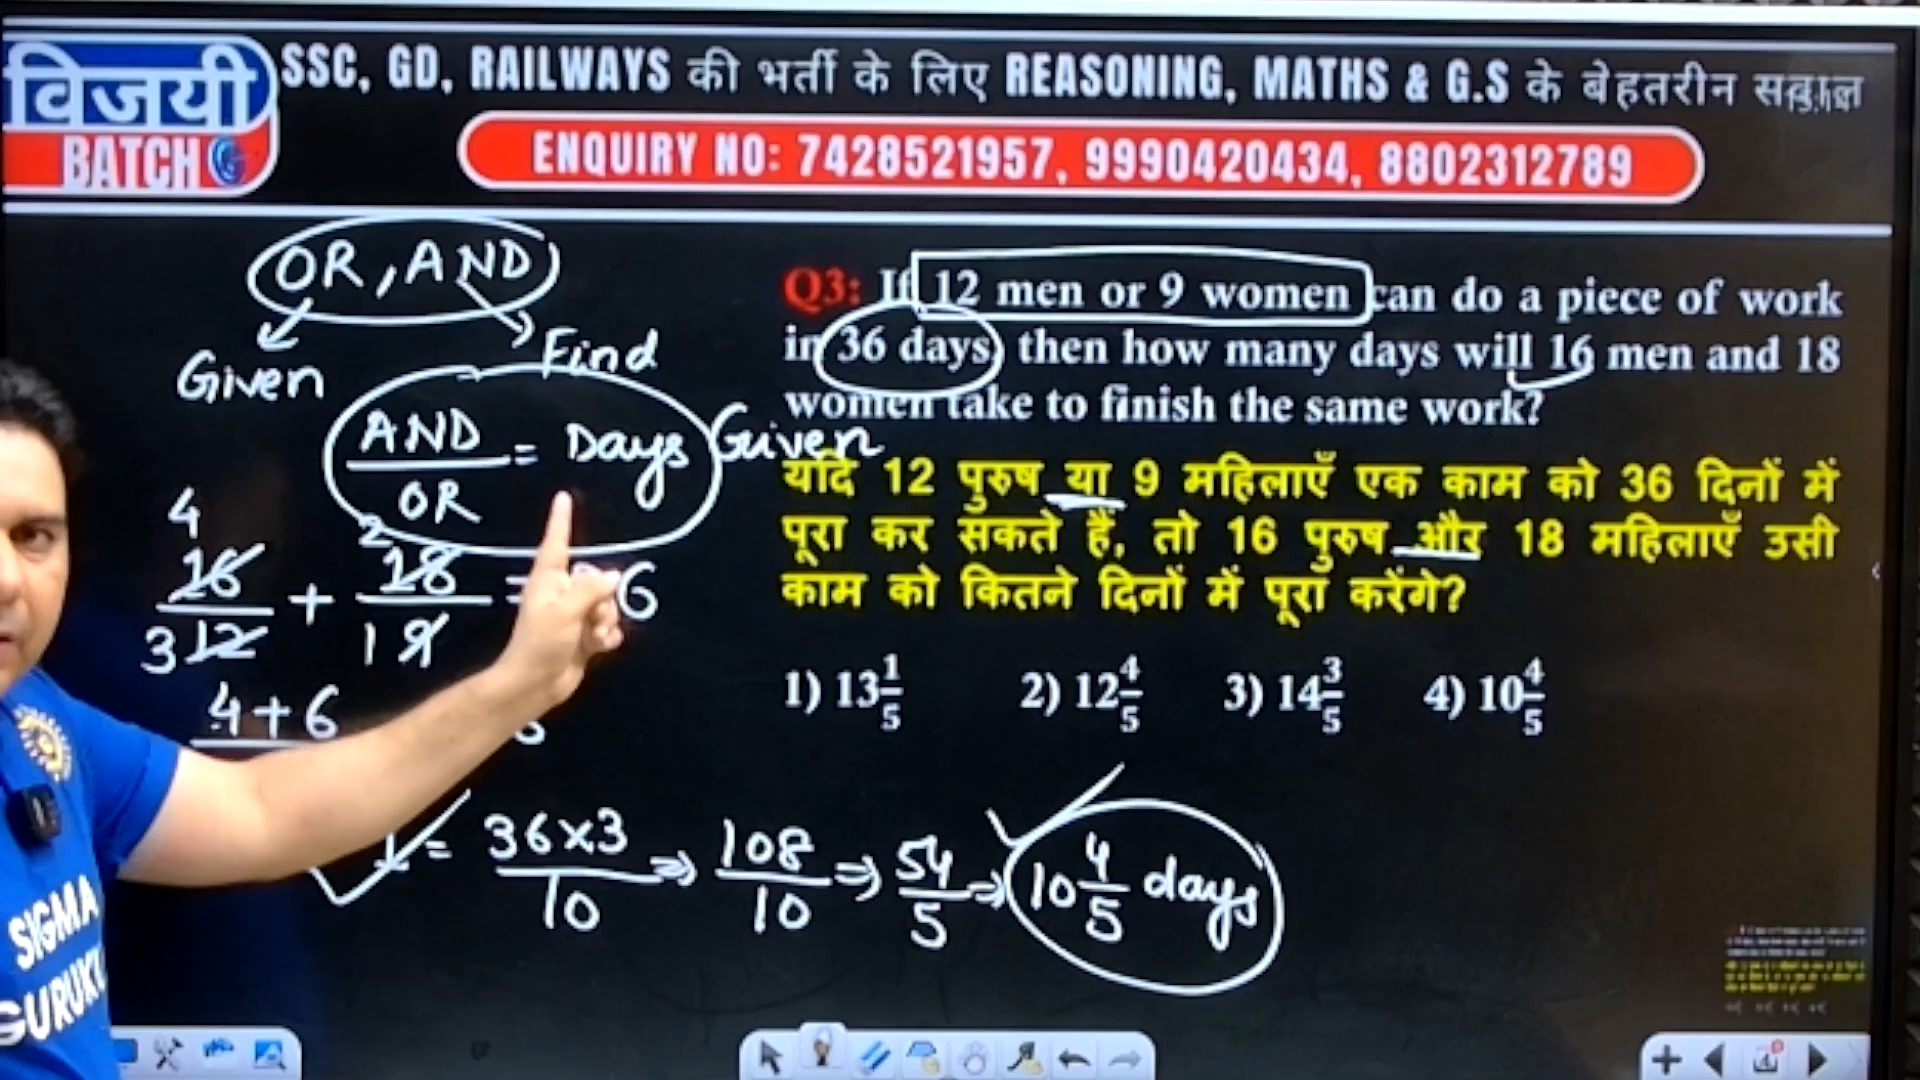 विजयी
BATCH
SSC, GD, RAILWAYS की भर्ती के लिए REASONING, MATHS & G.S के बेहतरीन सवाल
ENQUIRY NO: 7428521957, 9990420434, 8802312789
OR, AND
Given
Find
AND
OR
= Days Given
4
16
3 12
+
2
18
1 9
=
6
4+6
= 36×3
10
⇒ 108
10
⇒ 54
5
⇒ 10 4/5 days
Q3: If 12 men or 9 women can do a piece of work
in 36 days, then how many days will 16 men and 18
women take to finish the same work?
यदि 12 पुरुष या 9 महिलाएँ एक काम को 36 दिनों में
पूरा कर सकते हैं, तो 16 पुरुष और 18 महिलाएँ उसी
काम को कितने दिनों में पूरा करेंगे?
1) 13 1/5 2) 12 4/5 3) 14 3/5 4) 10 4/5
SIGMA